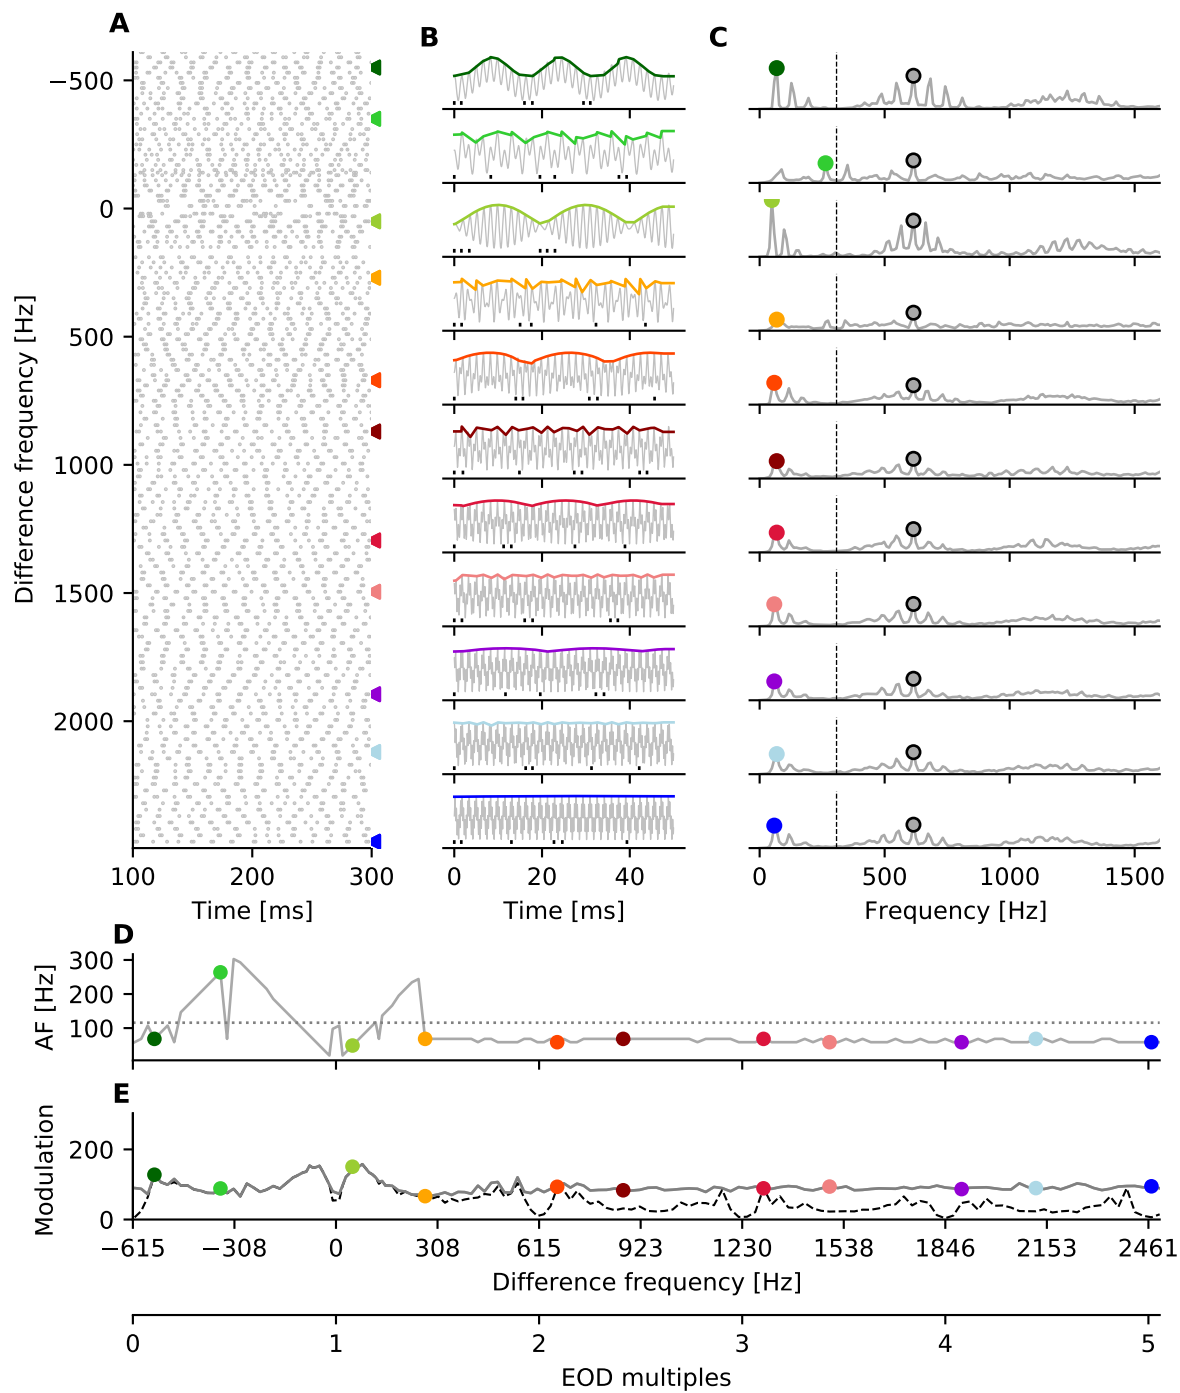 A
B
C
Difference frequency [Hz]
−500
0
500
1000
1500
2000
100 200 300
0 20 40
0 500 1000 1500
Time [ms]
Time [ms]
Frequency [Hz]
D
AF [Hz]
300
200
100
E
Modulation
200
0
−615 −308 0 308 615 923 1230 1538 1846 2153 2461
Difference frequency [Hz]
0 1 2 3 4 5
EOD multiples